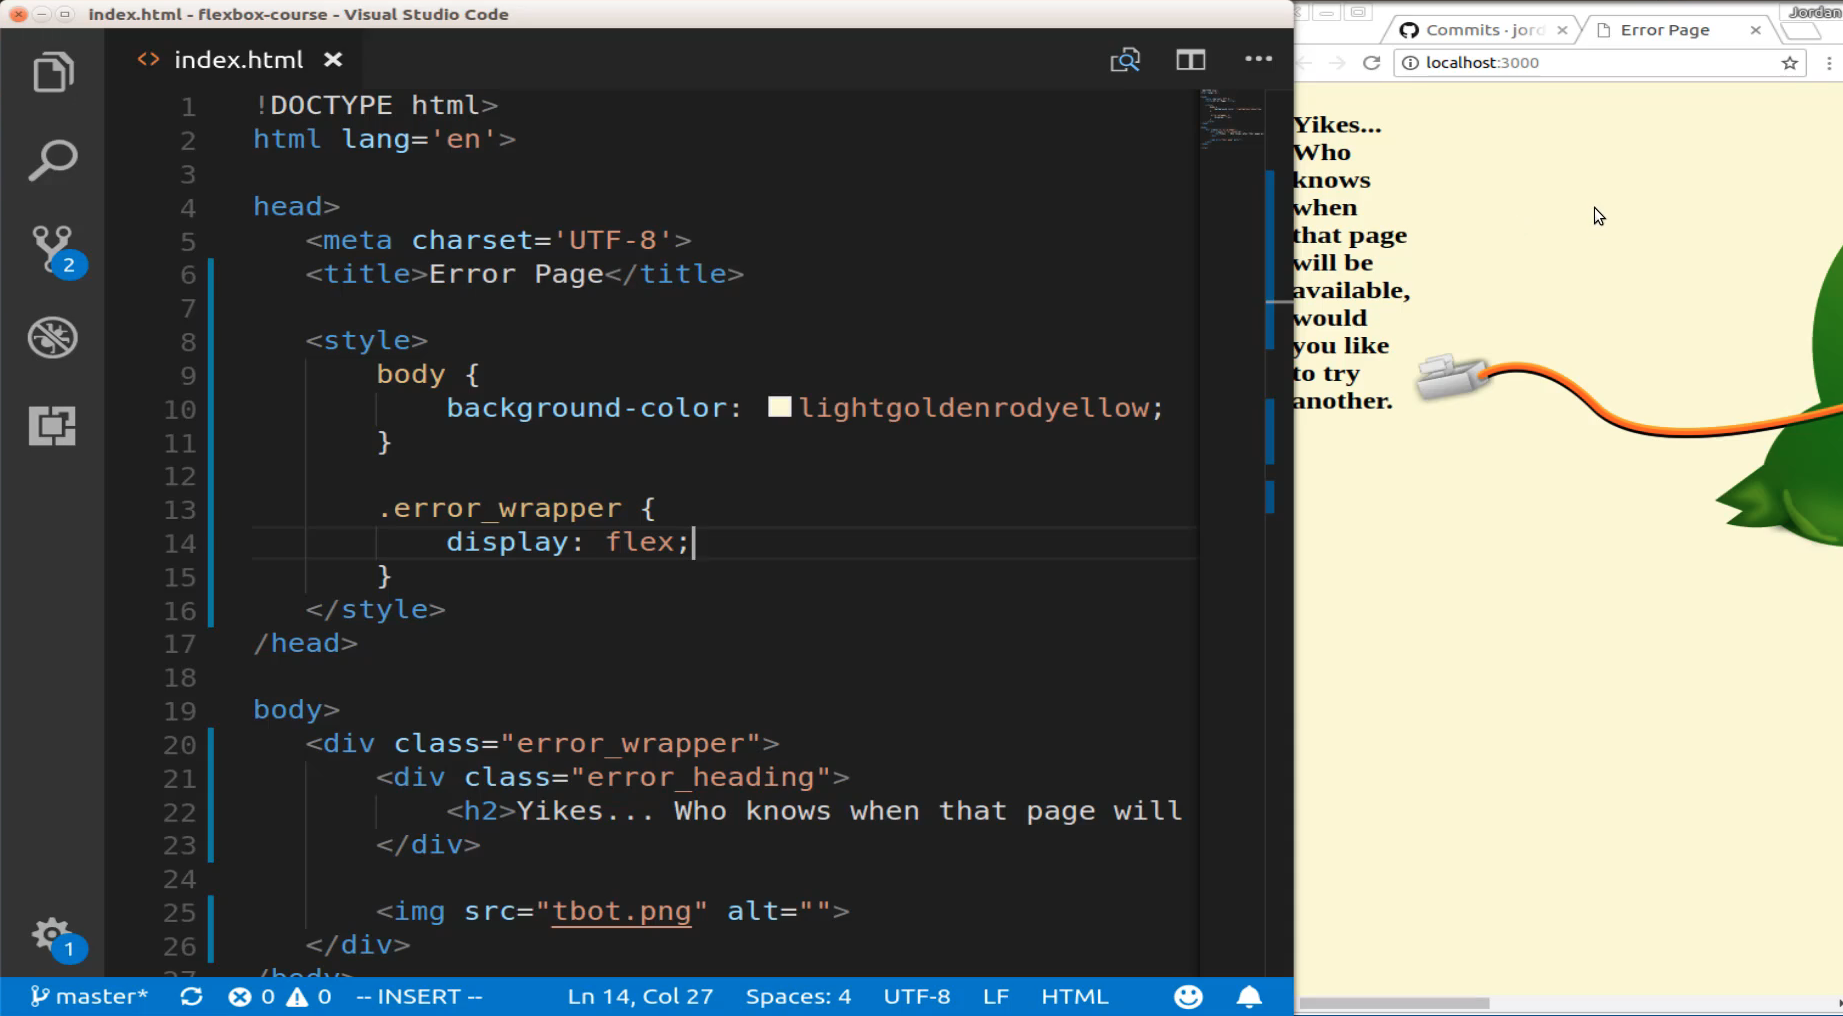 index.html - flexbox-course - Visual Studio Code
Jordan
index.html
Commits · jord
Error Page
localhost:3000
1 !DOCTYPE html>
2 html lang='en'>
3
4 head>
5 <meta charset='UTF-8'>
6 <title>Error Page</title>
7
8 <style>
9 body {
10 background-color: lightgoldenrodyellow;
11 }
12
13 .error_wrapper {
14 display: flex;
15 }
16 </style>
17 /head>
18
19 body>
20 <div class="error_wrapper">
21 <div class="error_heading">
22 <h2>Yikes... Who knows when that page will
23 </div>
24
25 <img src="tbot.png" alt="">
26 </div>
27 /body>
2
1
Yikes...
Who
knows
when
that page
will be
available,
would
you like
to try
another.
master* 0 0 -- INSERT -- Ln 14, Col 27 Spaces: 4 UTF-8 LF HTML